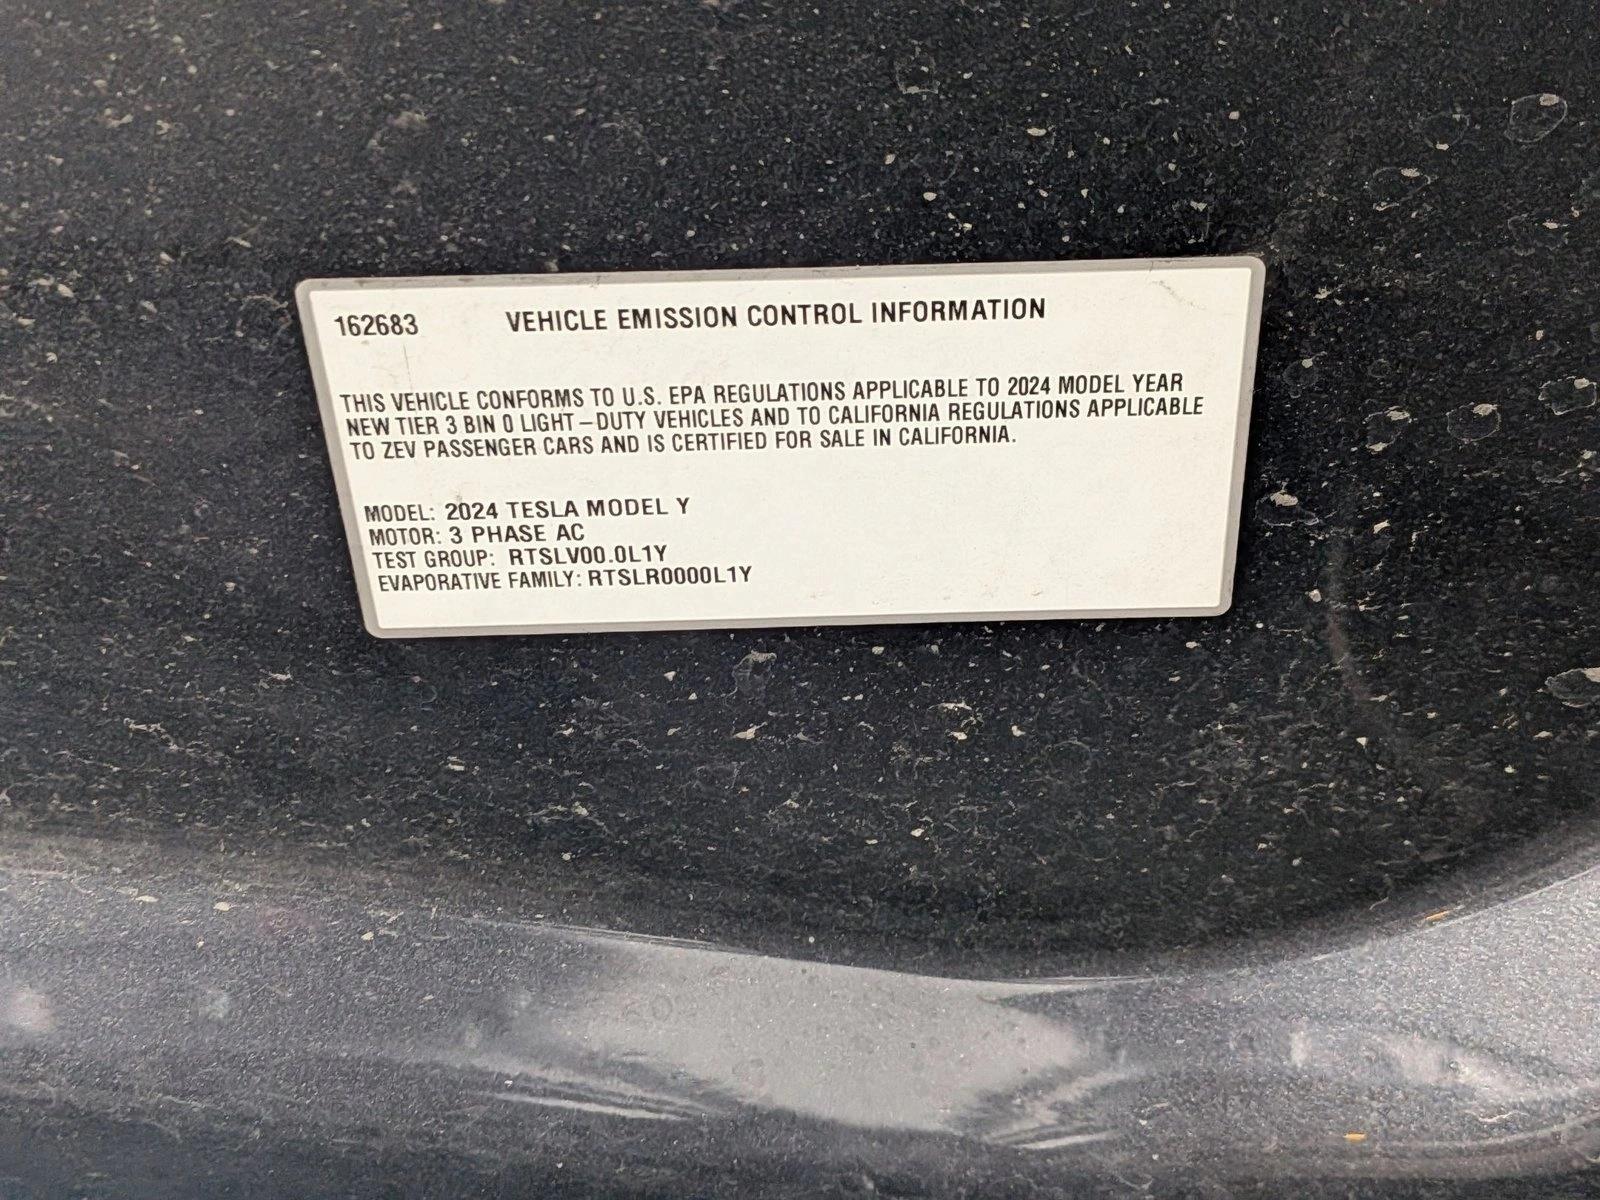 162683 VEHICLE EMISSION CONTROL INFORMATION
THIS VEHICLE CONFORMS TO U.S. EPA REGULATIONS APPLICABLE TO 2024 MODEL YEAR
NEW TIER 3 BIN 0 LIGHT-DUTY VEHICLES AND TO CALIFORNIA REGULATIONS APPLICABLE
TO ZEV PASSENGER CARS AND IS CERTIFIED FOR SALE IN CALIFORNIA.
MODEL: 2024 TESLA MODEL Y
MOTOR: 3 PHASE AC
TEST GROUP: RTSLV00.0L1Y
EVAPORATIVE FAMILY: RTSLR0000L1Y